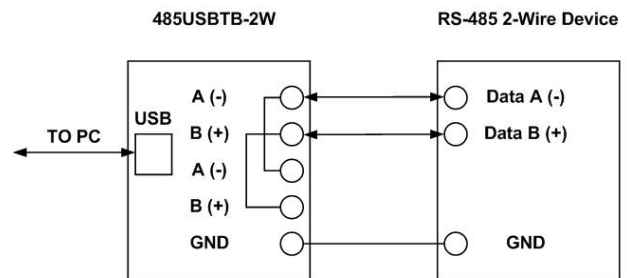 485USBTB-2W
RS-485 2-Wire Device
A (-)
Data A (-)
USB
B (+)
Data B (+)
TO PC
A (-)
B (+)
GND
GND